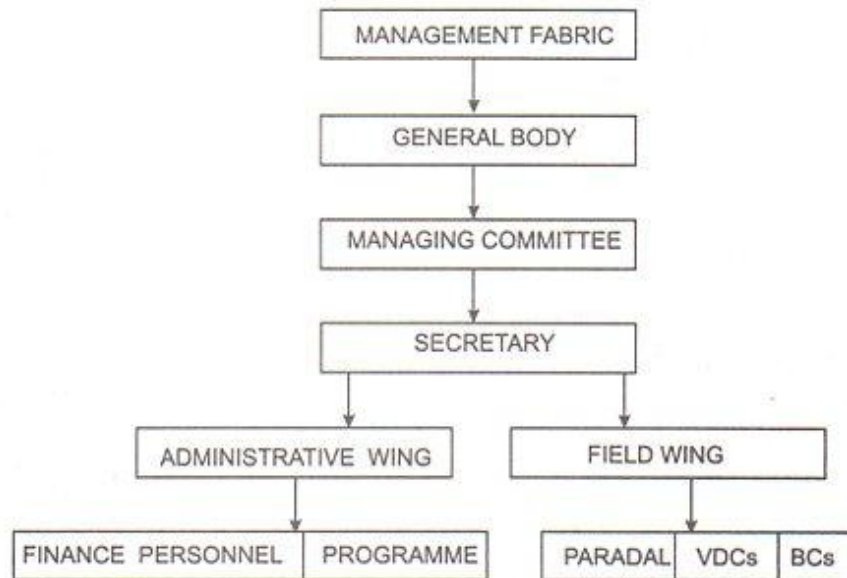 MANAGEMENT FABRIC
GENERAL BODY
MANAGING COMMITTEE
SECRETARY
ADMINISTRATIVE WING
FIELD WING
FINANCE PERSONNEL PROGRAMME
PARADAL VDCs BCs